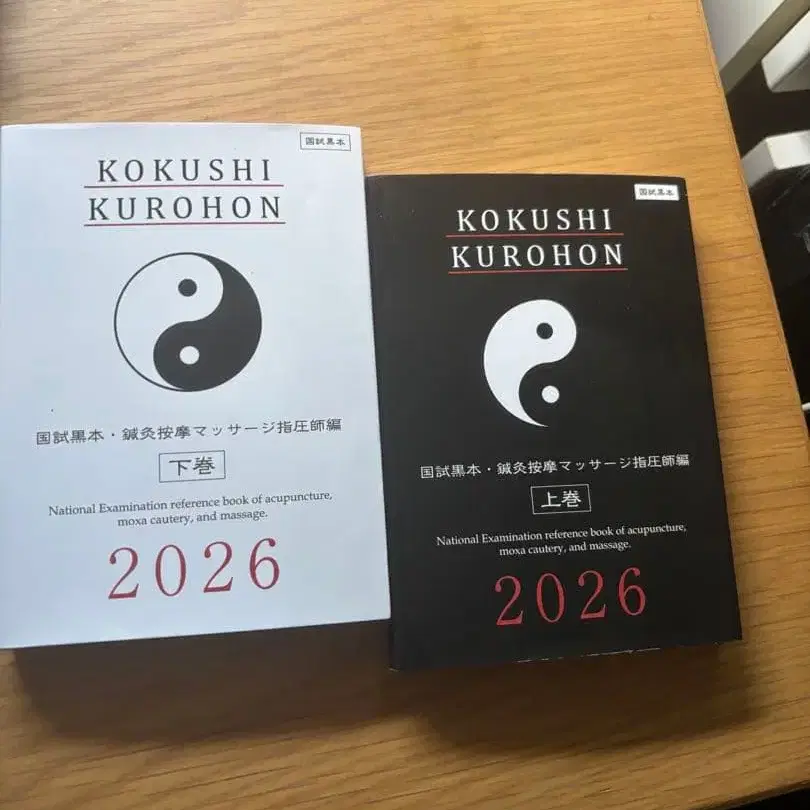 国試黒本
KOKUSHI
KUROHON
国試黒本・鍼灸按摩マッサージ指圧師編
下巻
National Examination reference book of acupuncture,
moxa cautery, and massage.
2026
国試黒本
KOKUSHI
KUROHON
国試黒本・鍼灸按摩マッサージ指圧師編
上巻
National Examination reference book of acupuncture,
moxa cautery, and massage.
2026